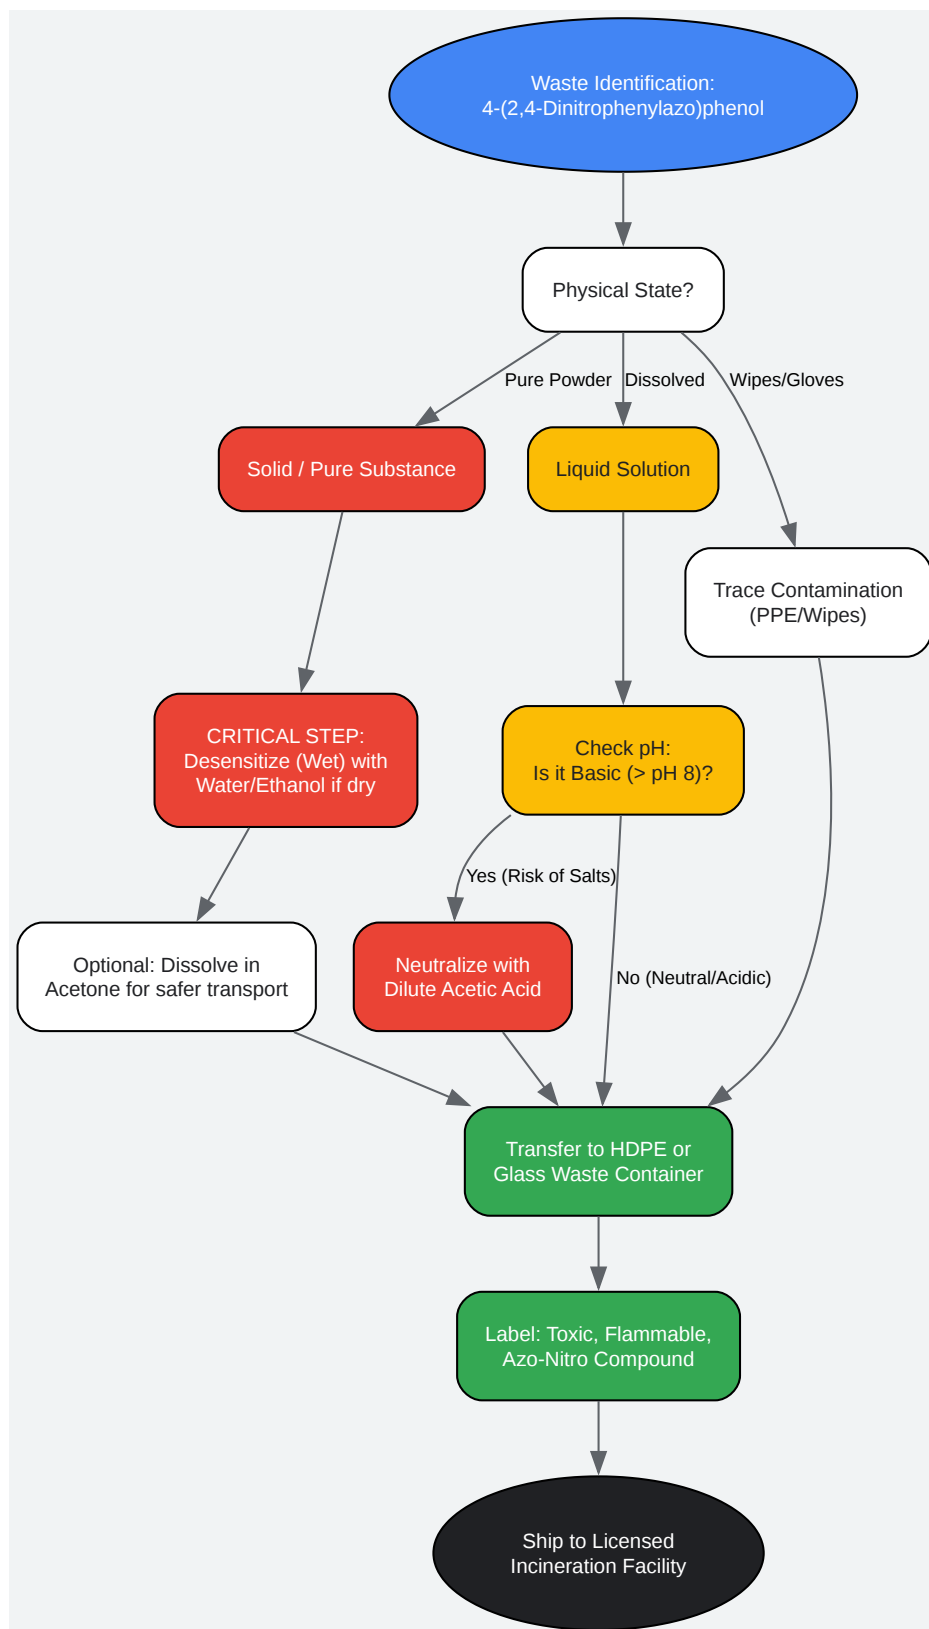 Waste Identification:
4-(2,4-Dinitrophenylazo)phenol
Physical State?
Pure Powder
Dissolved
Wipes/Gloves
Solid / Pure Substance
Liquid Solution
Trace Contamination
(PPE/Wipes)
CRITICAL STEP:
Desensitize (Wet) with
Water/Ethanol if dry
Check pH:
Is it Basic (> pH 8)?
Yes (Risk of Salts)
Optional: Dissolve in
Acetone for safer transport
Neutralize with
Dilute Acetic Acid
No (Neutral/Acidic)
Transfer to HDPE or
Glass Waste Container
Label: Toxic, Flammable,
Azo-Nitro Compound
Ship to Licensed
Incineration Facility